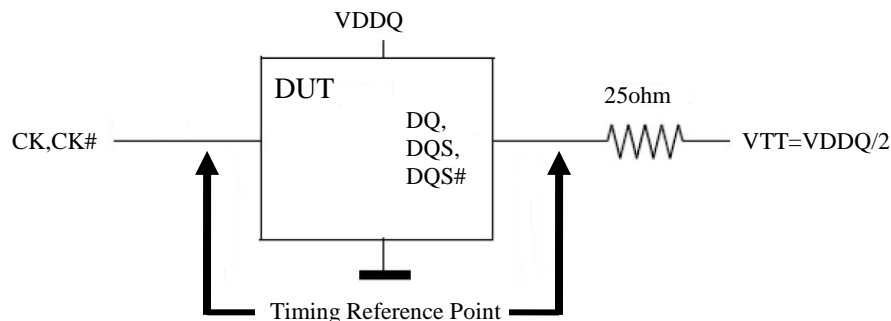 VDDQ
DUT
25ohm
CK,CK#
DQ,
DQS,
DQS#
VTT=VDDQ/2
Timing Reference Point